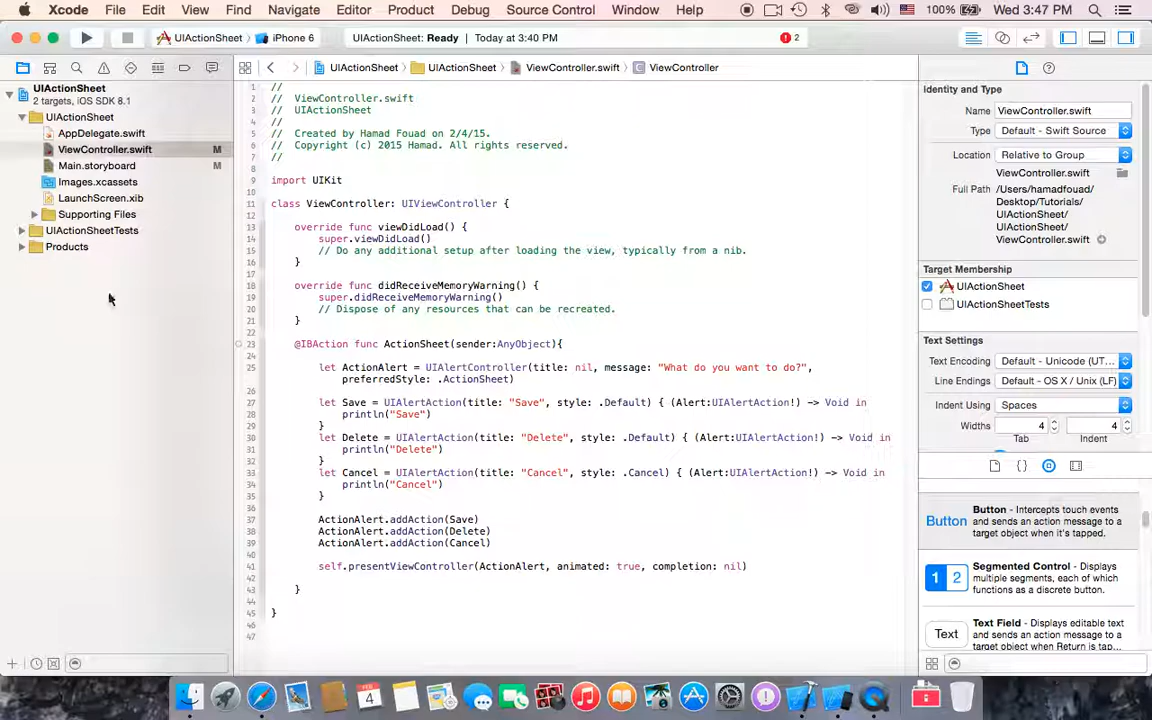 Xcode File Edit View Find Navigate Editor Product Debug Source Control Window Help 100% Wed 3:47 PM
UIActionSheet iPhone 6 UIActionSheet: Ready Today at 3:40 PM 2
UIActionSheet UIActionSheet ViewController.swift ViewController
UIActionSheet
2 targets, iOS SDK 8.1
UIActionSheet
AppDelegate.swift
ViewController.swift M
Main.storyboard M
Images.xcassets
LaunchScreen.xib
Supporting Files
UIActionSheetTests
Products
1 //
2 // ViewController.swift
3 // UIActionSheet
4 //
5 // Created by Hamad Fouad on 2/4/15.
6 // Copyright (c) 2015 Hamad. All rights reserved.
7 //
8
9 import UIKit
10
11 class ViewController: UIViewController {
12
13 override func viewDidLoad() {
14 super.viewDidLoad()
15 // Do any additional setup after loading the view, typically from a nib.
16 }
17
18 override func didReceiveMemoryWarning() {
19 super.didReceiveMemoryWarning()
20 // Dispose of any resources that can be recreated.
21 }
22
23 @IBAction func ActionSheet(sender:AnyObject){
24
25 let ActionAlert = UIAlertController(title: nil, message: "What do you want to do?",
preferredStyle: .ActionSheet)
26
27 let Save = UIAlertAction(title: "Save", style: .Default) { (Alert:UIAlertAction!) -> Void in
28 println("Save")
29 }
30 let Delete = UIAlertAction(title: "Delete", style: .Default) { (Alert:UIAlertAction!) -> Void in
31 println("Delete")
32 }
33 let Cancel = UIAlertAction(title: "Cancel", style: .Cancel) { (Alert:UIAlertAction!) -> Void in
34 println("Cancel")
35 }
36
37 ActionAlert.addAction(Save)
38 ActionAlert.addAction(Delete)
39 ActionAlert.addAction(Cancel)
40
41 self.presentViewController(ActionAlert, animated: true, completion: nil)
42
43 }
44
45 }
46
47
Identity and Type
Name ViewController.swift
Type Default - Swift Source
Location Relative to Group
ViewController.swift
Full Path /Users/hamadfouad/
Desktop/Tutorials/
UIActionSheet/
UIActionSheet/
ViewController.swift
Target Membership
UIActionSheet
UIActionSheetTests
Text Settings
Text Encoding Default - Unicode (UT...
Line Endings Default - OS X / Unix (LF)
Indent Using Spaces
Widths 4 4
Tab Indent
{ }
Button Button - Intercepts touch events
and sends an action message to a
target object when it's tapped.
1 2 Segmented Control - Displays
multiple segments, each of which
functions as a discrete button.
Text Text Field - Displays editable text
and sends an action message to a
target object when Return is tap...
FEB
4